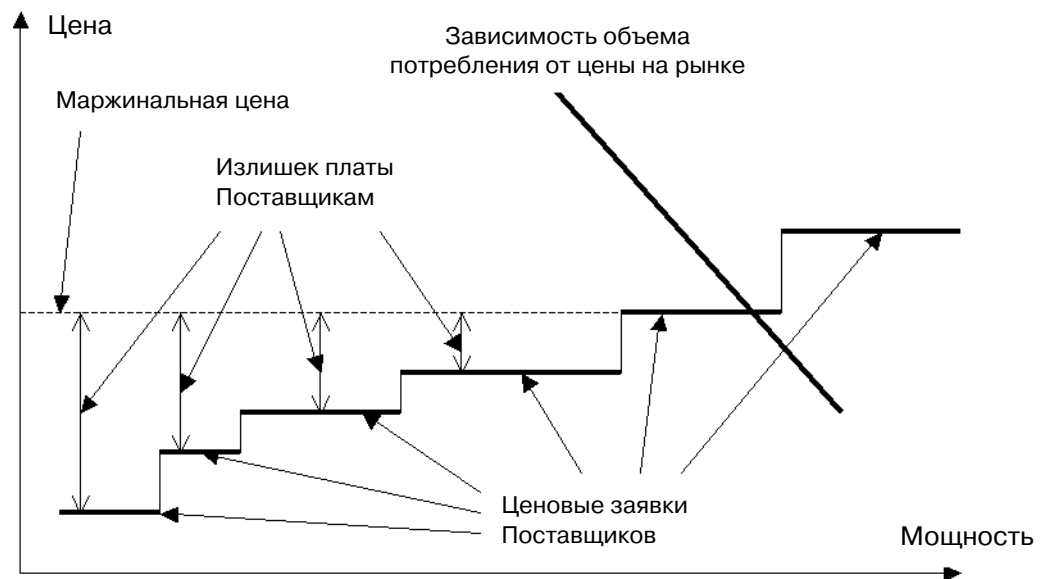 Цена
Зависимость объема
потребления от цены на рынке
Маржинальная цена
Излишек платы
Поставщикам
Ценовые заявки
Поставщиков
Мощность